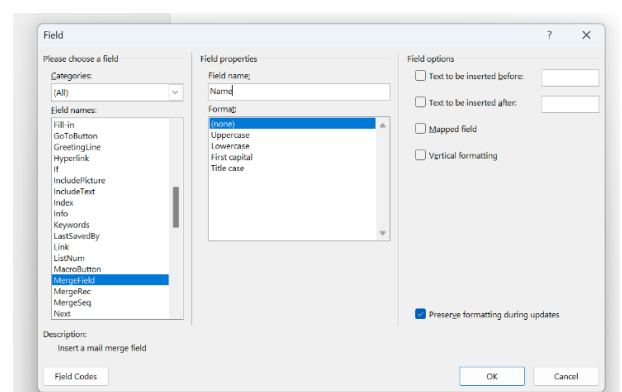 Field
?
Please choose a field
Categories:
(All)
Field names:
Fill-in
GoToButton
GreetingLine
Hyperlink
If
IncludePicture
IncludeText
Index
Info
Keywords
LastSavedBy
Link
ListNum
MacroButton
MergeField
MergeRec
MergeSeq
Next
Field properties
Field name:
Name
Format:
(none)
Uppercase
Lowercase
First capital
Title case
Field options
Text to be inserted before:
Text to be inserted after:
Mapped field
Vertical formatting
Preserve formatting during updates
Description:
Insert a mail merge field
Field Codes
OK
Cancel